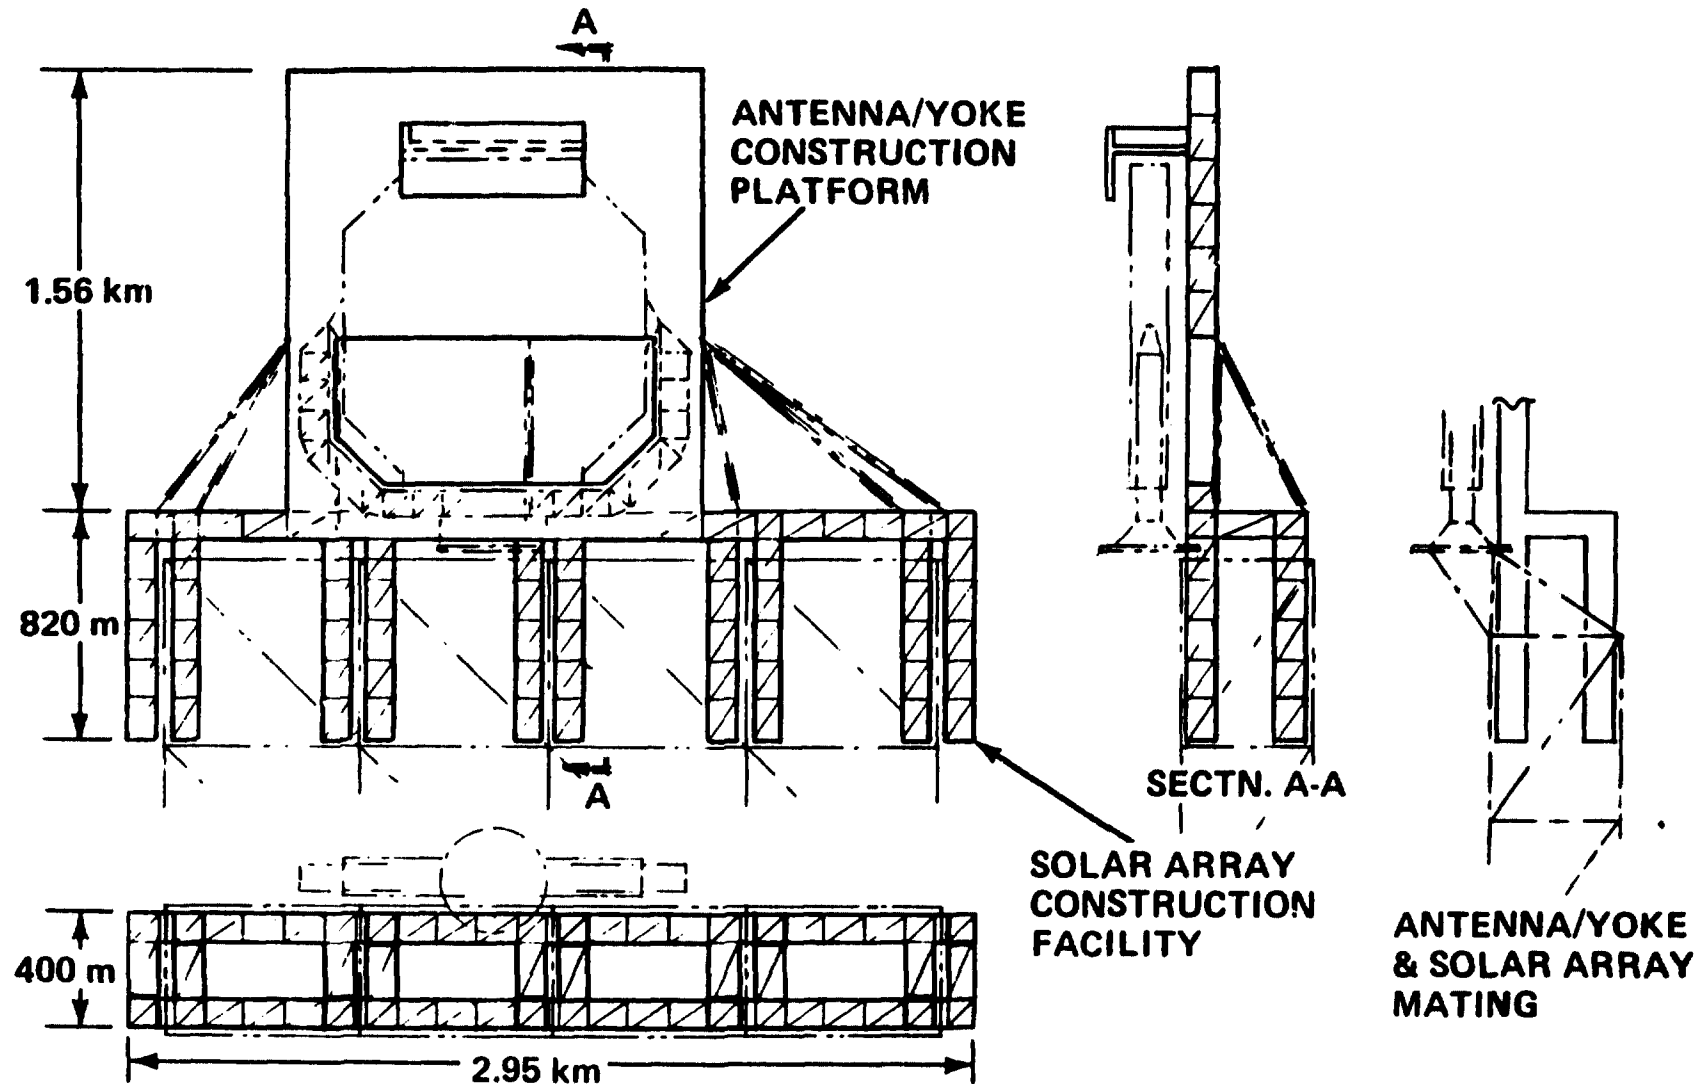 A
ANTENNA/YOKE
CONSTRUCTION
PLATFORM
1.56 km
820 m
A
SECTN. A-A
SOLAR ARRAY
CONSTRUCTION
FACILITY
ANTENNA/YOKE
& SOLAR ARRAY
MATING
400 m
2.95 km